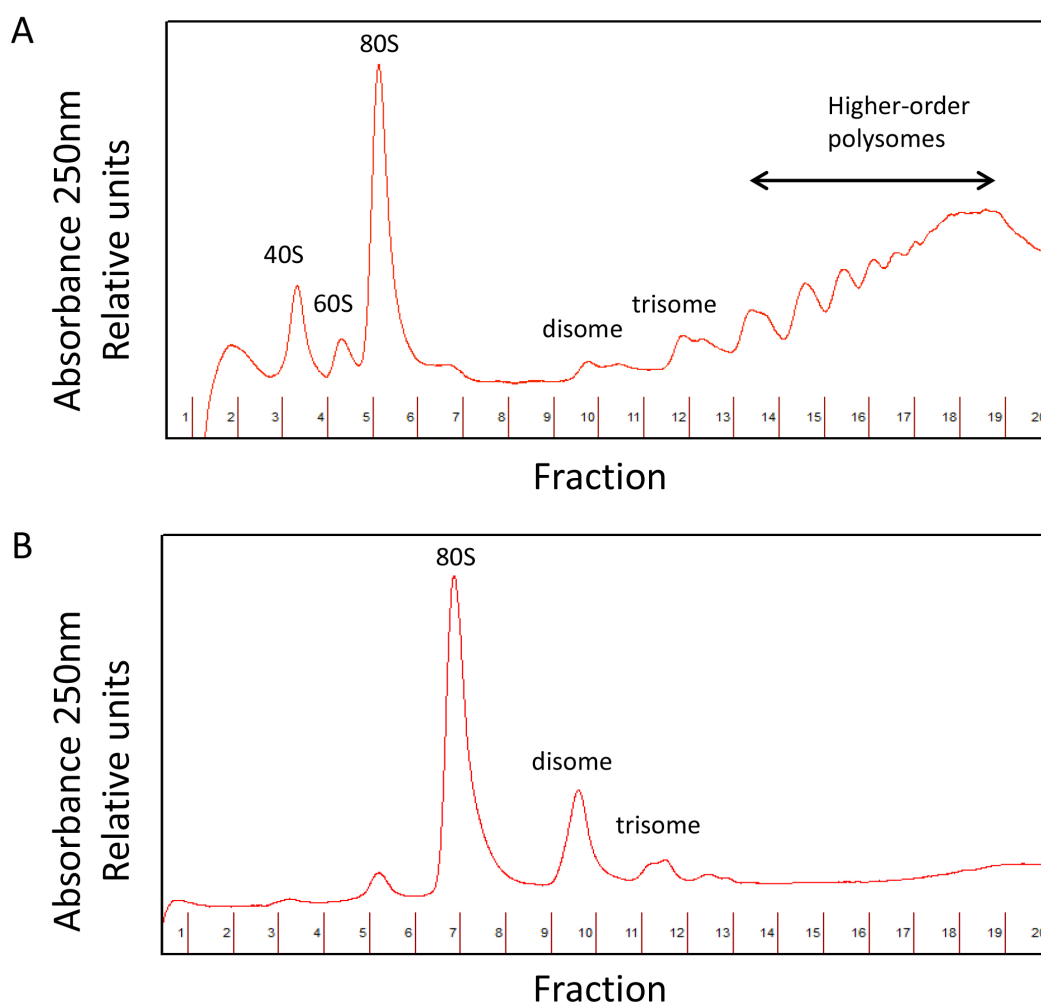 A
80S
Higher-order
polysomes
40S
60S
trisome
disome
Absorbance 250nm
Relative units
1 2 3 4 5 6 7 8 9 10 11 12 13 14 15 16 17 18 19 20
Fraction
B
80S
disome
trisome
Absorbance 250nm
Relative units
1 2 3 4 5 6 7 8 9 10 11 12 13 14 15 16 17 18 19 20
Fraction